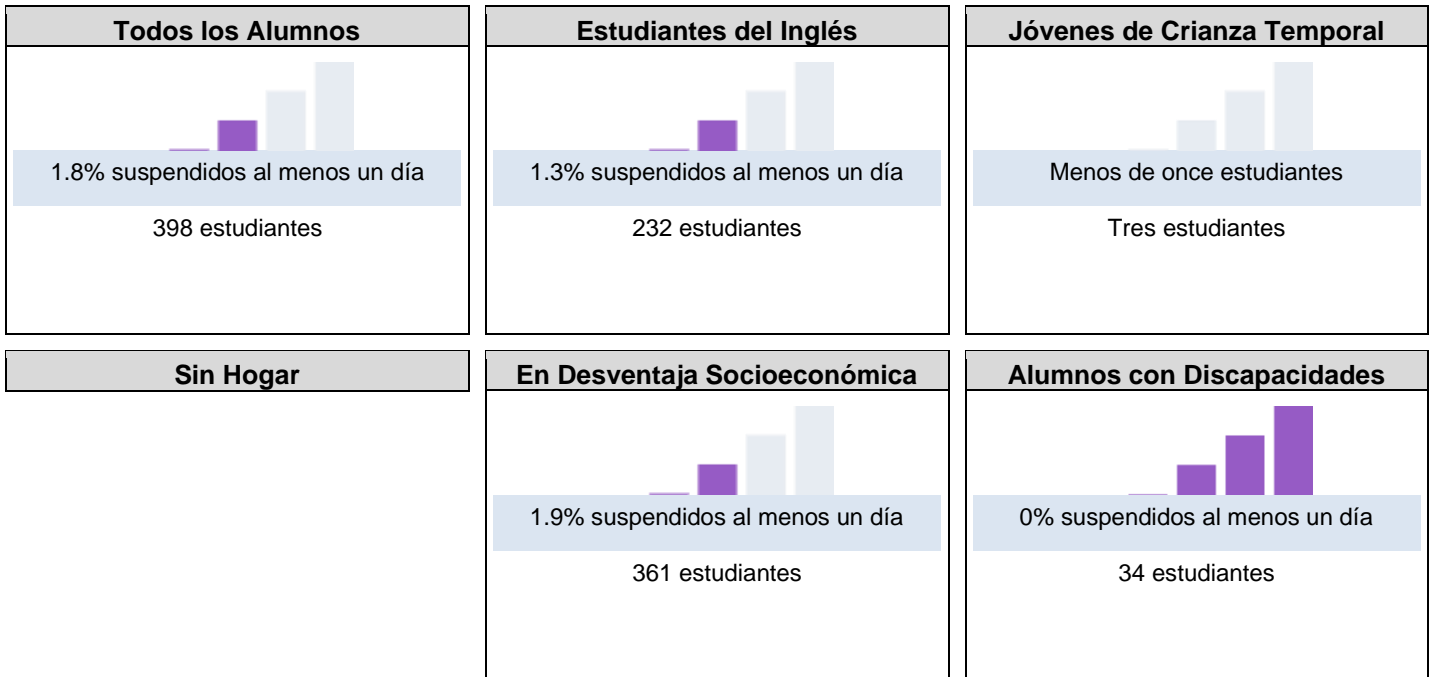 Todos los Alumnos
1.8% suspendidos al menos un día
398 estudiantes
Estudiantes del Inglés
1.3% suspendidos al menos un día
232 estudiantes
Jóvenes de Crianza Temporal
Menos de once estudiantes
Tres estudiantes
Sin Hogar
En Desventaja Socioeconómica
1.9% suspendidos al menos un día
361 estudiantes
Alumnos con Discapacidades
0% suspendidos al menos un día
34 estudiantes